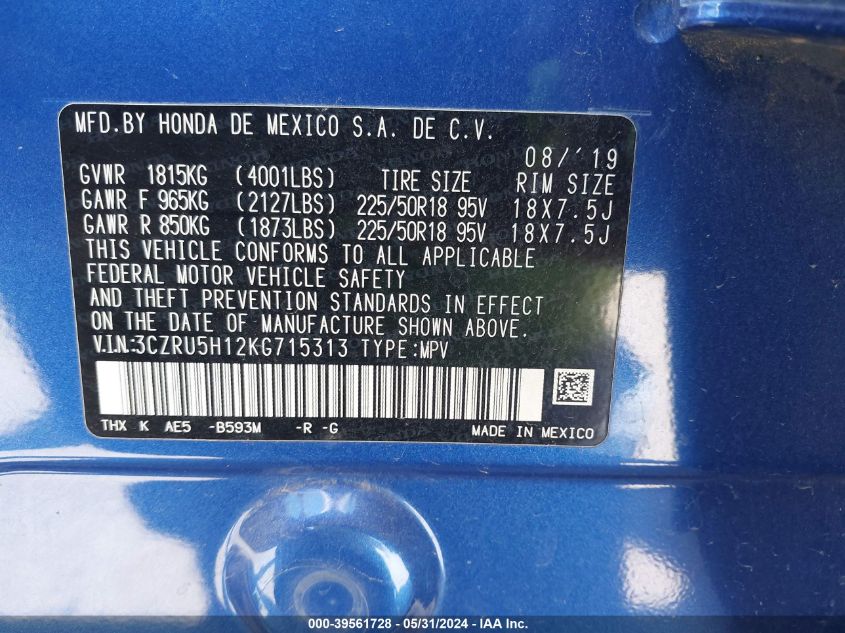 MFD.BY HONDA DE MEXICO S.A. DE C.V.
08/'19
GVWR 1815KG (4001LBS) TIRE SIZE RIM SIZE
GAWR F 965KG (2127LBS) 225/50R18 95V 18X7.5J
GAWR R 850KG (1873LBS) 225/50R18 95V 18X7.5J
THIS VEHICLE CONFORMS TO ALL APPLICABLE
FEDERAL MOTOR VEHICLE SAFETY
AND THEFT PREVENTION STANDARDS IN EFFECT
ON THE DATE OF MANUFACTURE SHOWN ABOVE.
V.I.N:3CZRU5H12KG715313 TYPE:MPV
THX K AE5 -B593M -R -G MADE IN MEXICO
000-39561728 - 05/31/2024 - IAA Inc.